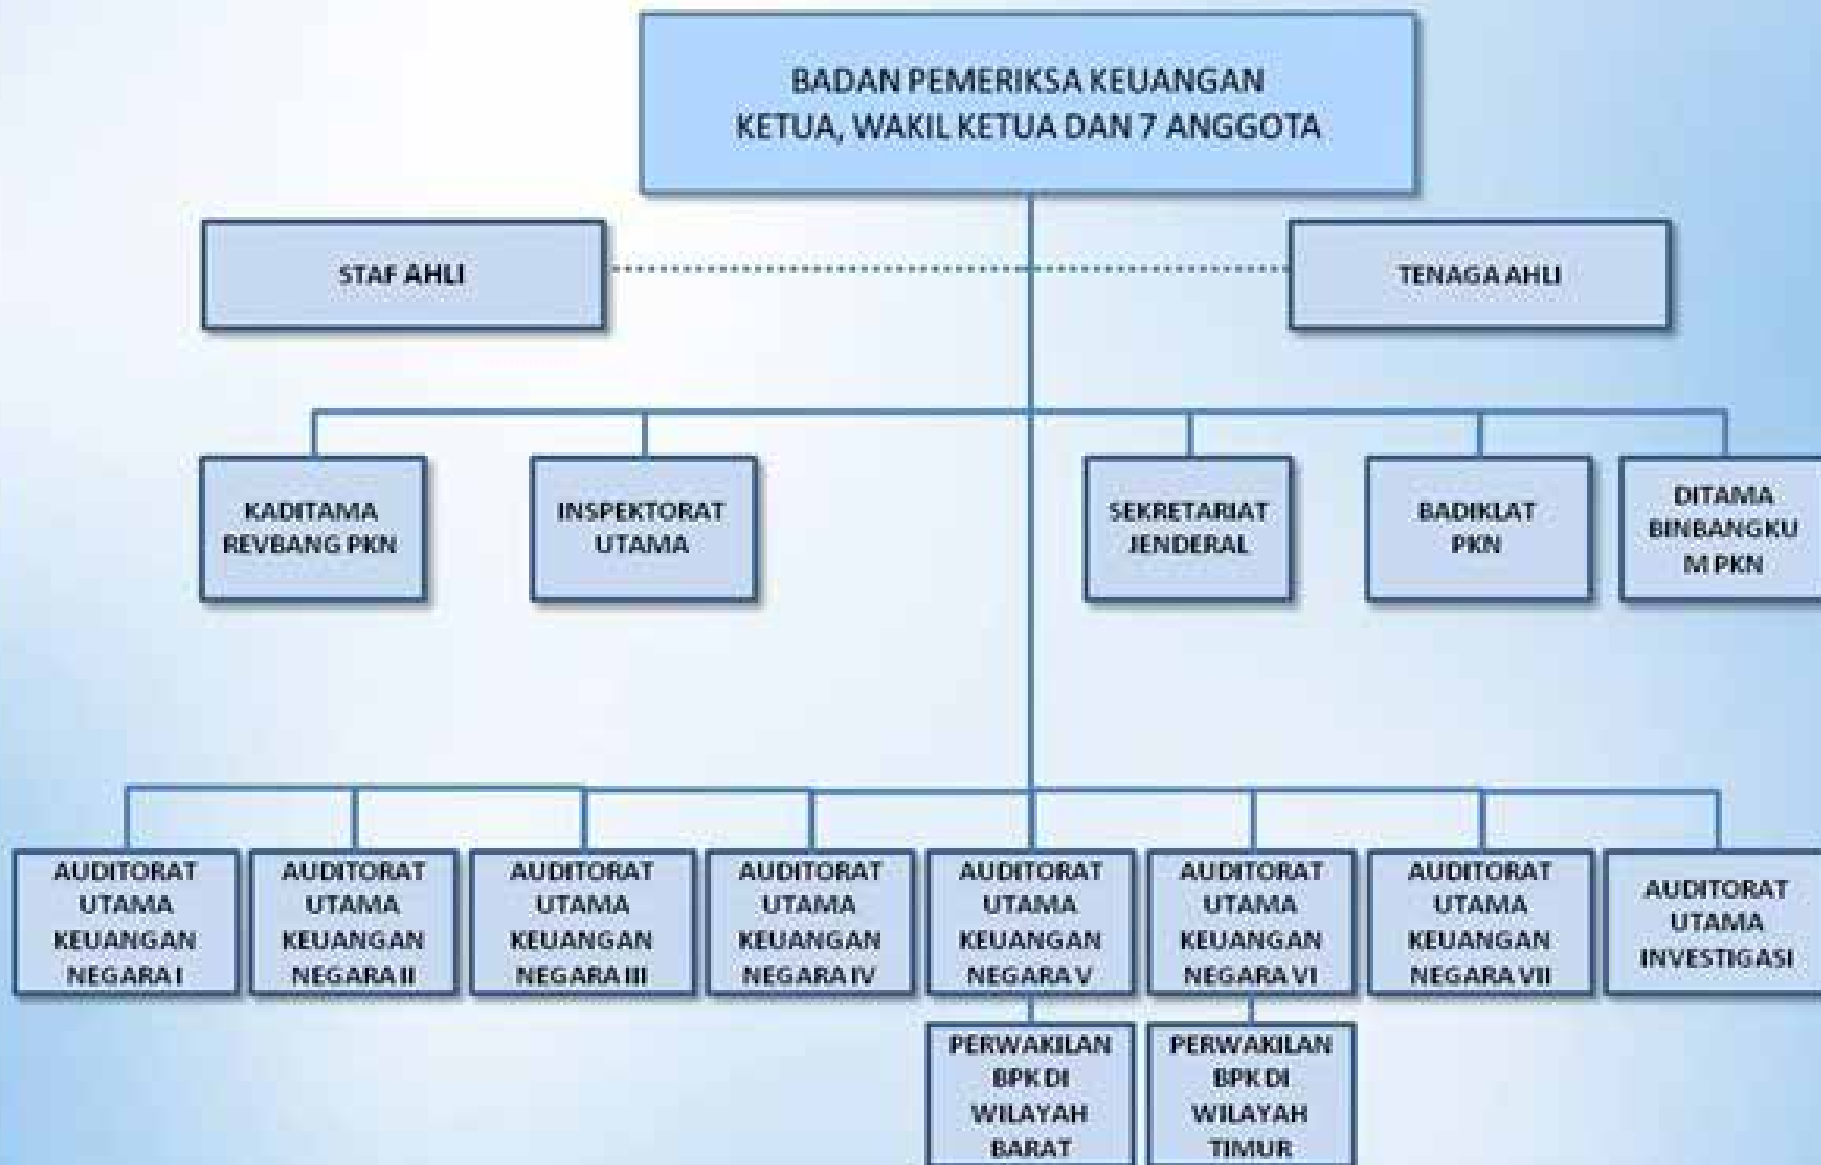 BADAN PEMERIKSA KEUANGAN
KETUA, WAKIL KETUA DAN 7 ANGGOTA
STAF AHLI
TENAGA AHLI
KADITAMA
REVBANG PKN
INSPEKTORAT
UTAMA
SEKRETARIAT
JENDERAL
BADIKLAT
PKN
DITAMA
BINBANGKU
M PKN
AUDITORAT
UTAMA
KEUANGAN
NEGARA I
AUDITORAT
UTAMA
KEUANGAN
NEGARA II
AUDITORAT
UTAMA
KEUANGAN
NEGARA III
AUDITORAT
UTAMA
KEUANGAN
NEGARA IV
AUDITORAT
UTAMA
KEUANGAN
NEGARA V
AUDITORAT
UTAMA
KEUANGAN
NEGARA VI
AUDITORAT
UTAMA
KEUANGAN
NEGARA VII
AUDITORAT
UTAMA
INVESTIGASI
PERWAKILAN
BPK DI
WILAYAH
BARAT
PERWAKILAN
BPK DI
WILAYAH
TIMUR